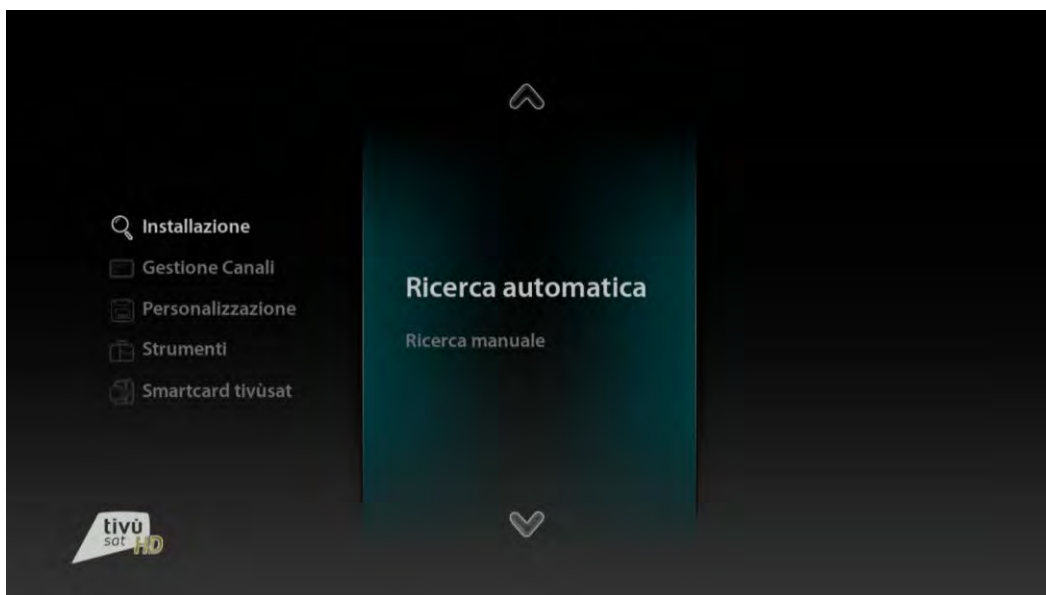 Installazione
Gestione Canali
Personalizzazione
Strumenti
Smartcard tivùsat
Ricerca automatica
Ricerca manuale
tivù
sat HD